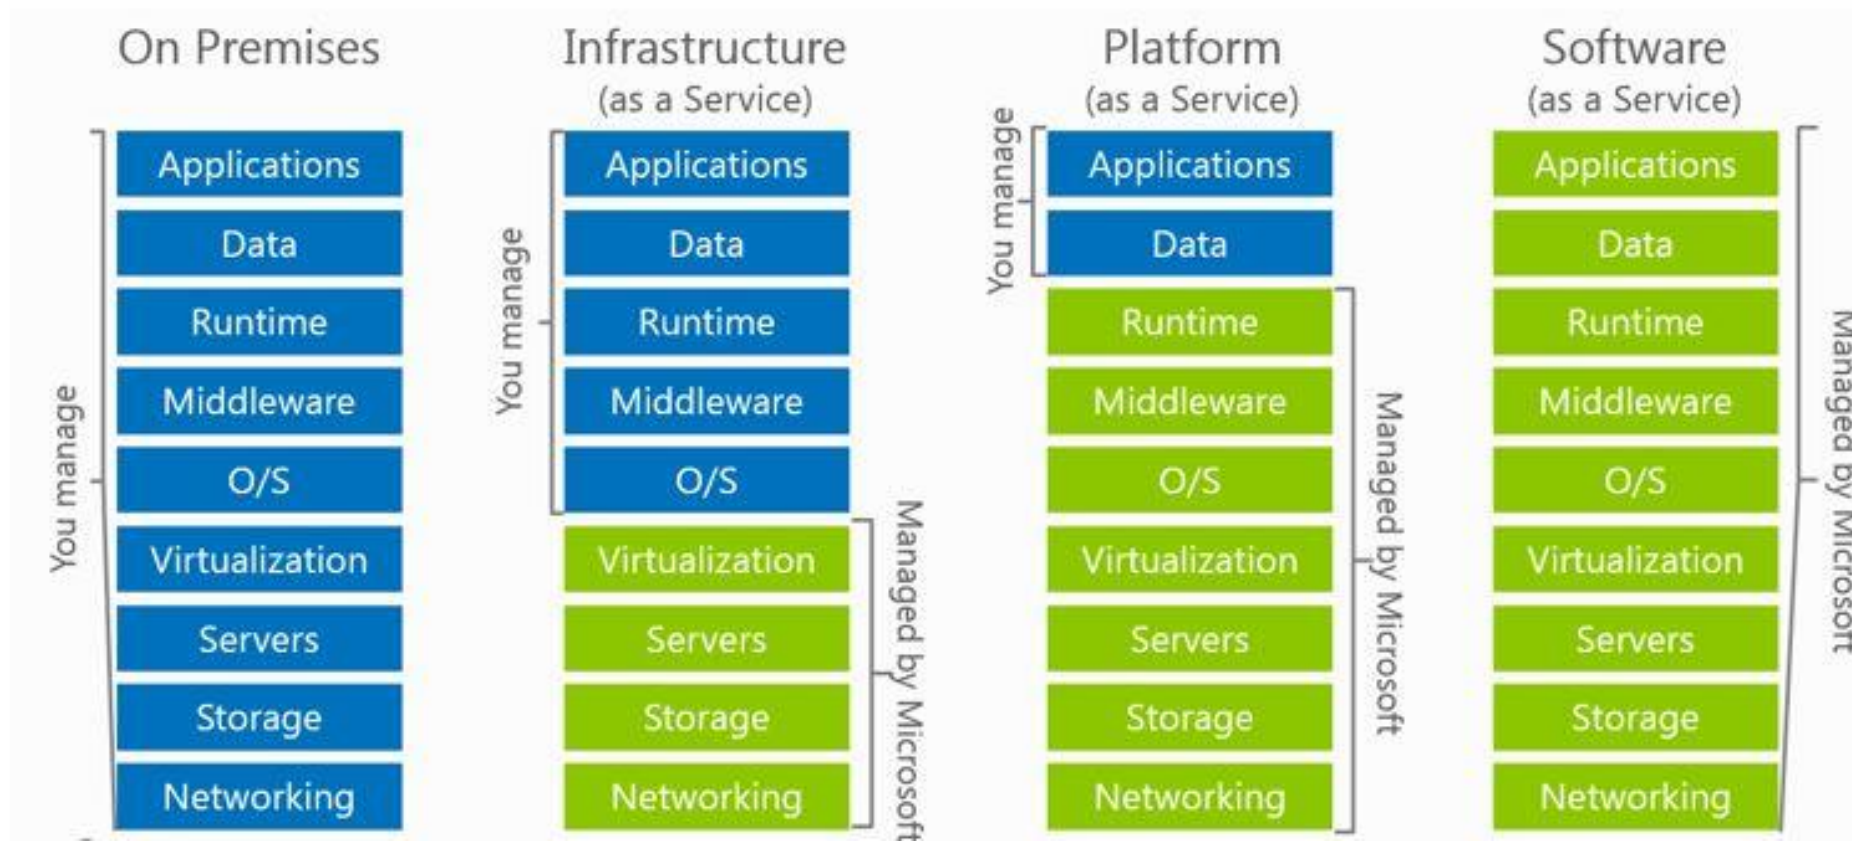 On Premises
You manage
Applications
Data
Runtime
Middleware
O/S
Virtualization
Servers
Storage
Networking
Infrastructure
(as a Service)
You manage
Applications
Data
Runtime
Middleware
O/S
Virtualization
Servers
Storage
Networking
Managed by Microsoft
Platform
(as a Service)
You manage
Applications
Data
Runtime
Middleware
O/S
Virtualization
Servers
Storage
Networking
Managed by Microsoft
Software
(as a Service)
Applications
Data
Runtime
Middleware
O/S
Virtualization
Servers
Storage
Networking
Managed by Microsoft